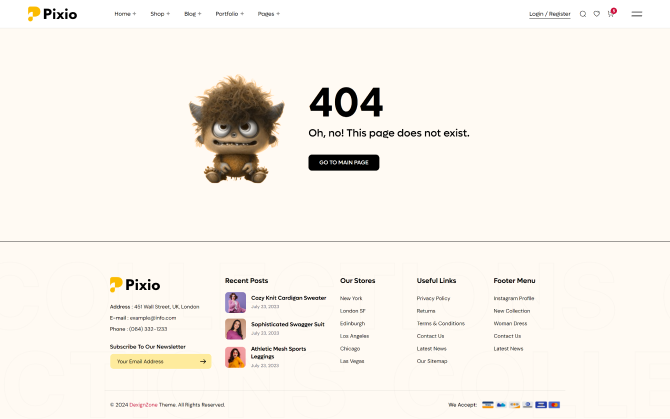 Pixio
Home +
Shop +
Blog +
Portfolio +
Pages +
Login / Register
404
Oh, no! This page does not exist.
GO TO MAIN PAGE
Pixio
Address : 451 Wall Street, UK, London
E-mail : example@info.com
Phone : (064) 332-1233
Subscribe To Our Newsletter
Your Email Address
Recent Posts
Cozy Knit Cardigan Sweater
July 23, 2023
Sophisticated Swagger Suit
July 23, 2023
Athletic Mesh Sports
Leggings
July 23, 2023
Our Stores
New York
London SF
Edinburgh
Los Angeles
Chicago
Las Vegas
Useful Links
Privacy Policy
Returns
Terms & Conditions
Contact Us
Latest News
Our Sitemap
Footer Menu
Instagram Profile
New Collection
Woman Dress
Contact Us
Latest News
© 2024 DexignZone Theme. All Rights Reserved.
We Accept: